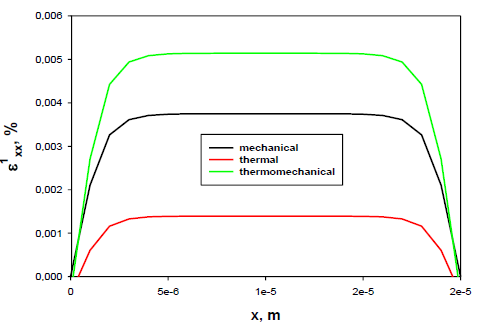 0,006
0,005
0,004
0,003
0,002
0,001
0,000
ε¹xx, %
mechanical
thermal
thermomechanical
0 5e-6 1e-5 2e-5 2e-5
x, m